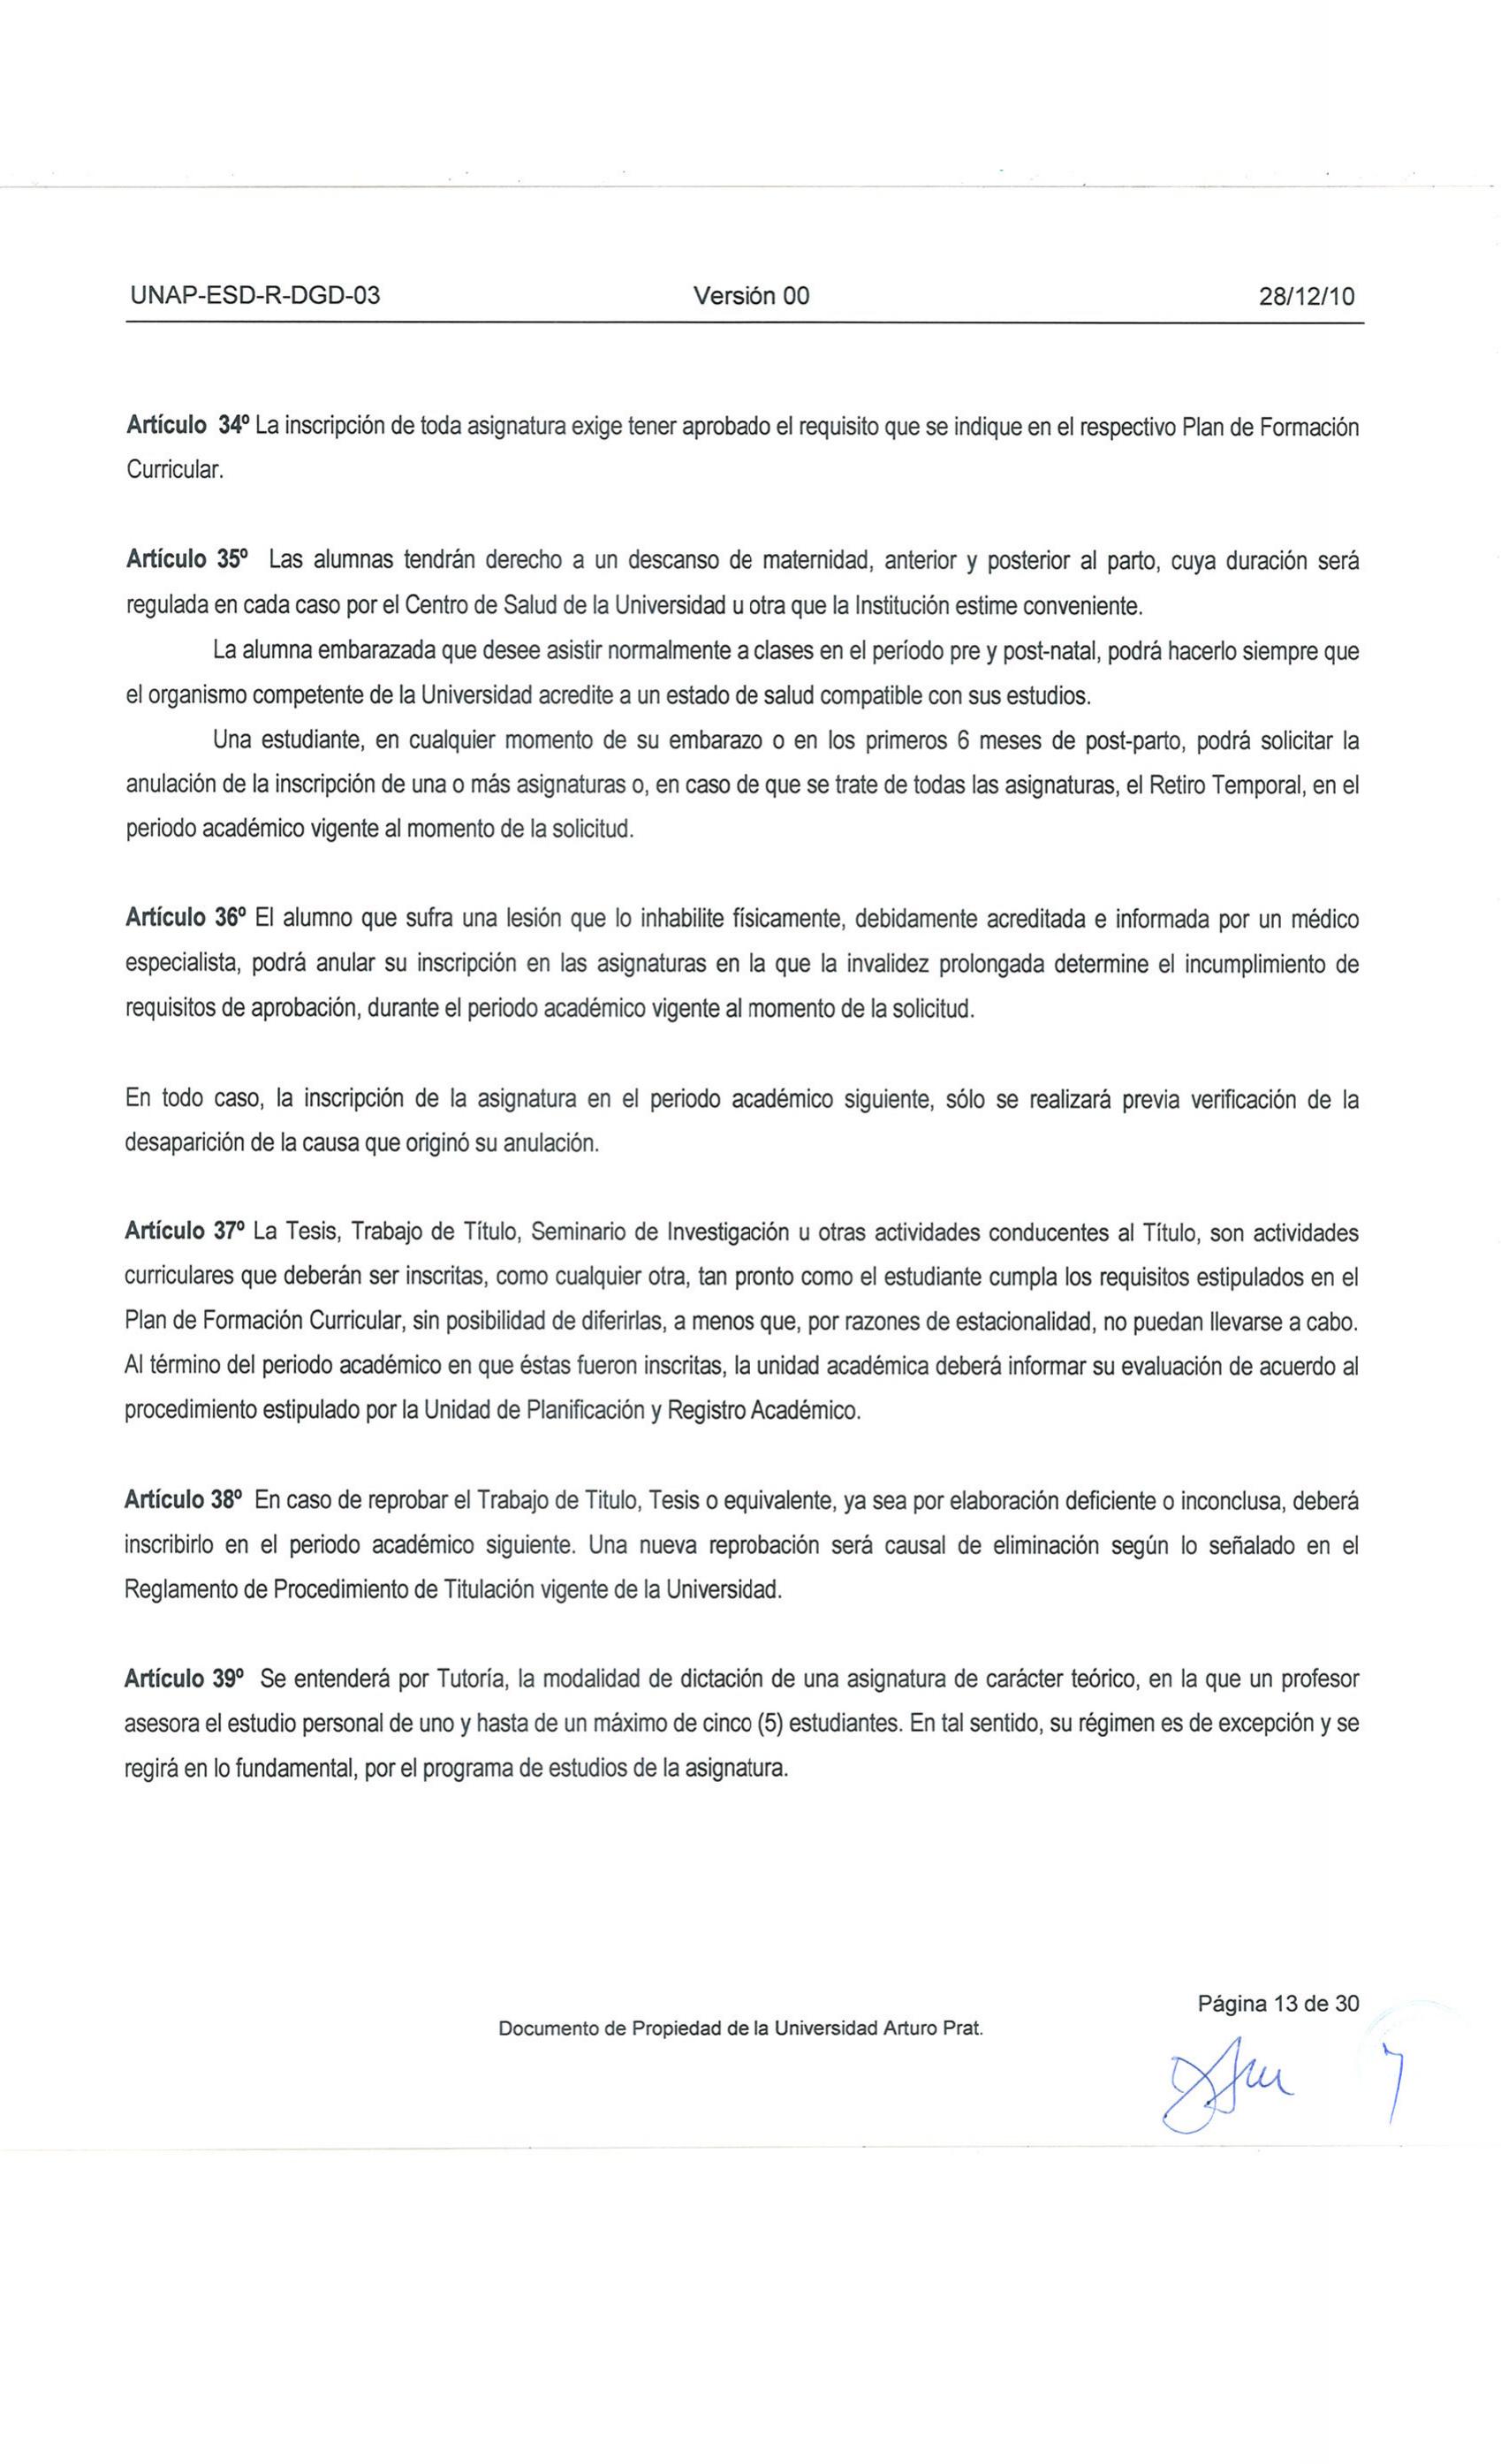 UNAP-ESD-R-DGD-03 Versión 00 28/12/10
Artículo 34º La inscripción de toda asignatura exige tener aprobado el requisito que se indique en el respectivo Plan de Formación
Curricular.
Artículo 35º Las alumnas tendrán derecho a un descanso de maternidad, anterior y posterior al parto, cuya duración será
regulada en cada caso por el Centro de Salud de la Universidad u otra que la Institución estime conveniente.
La alumna embarazada que desee asistir normalmente a clases en el período pre y post-natal, podrá hacerlo siempre que
el organismo competente de la Universidad acredite a un estado de salud compatible con sus estudios.
Una estudiante, en cualquier momento de su embarazo o en los primeros 6 meses de post-parto, podrá solicitar la
anulación de la inscripción de una o más asignaturas o, en caso de que se trate de todas las asignaturas, el Retiro Temporal, en el
periodo académico vigente al momento de la solicitud.
Artículo 36º El alumno que sufra una lesión que lo inhabilite físicamente, debidamente acreditada e informada por un médico
especialista, podrá anular su inscripción en las asignaturas en la que la invalidez prolongada determine el incumplimiento de
requisitos de aprobación, durante el periodo académico vigente al momento de la solicitud.
En todo caso, la inscripción de la asignatura en el periodo académico siguiente, sólo se realizará previa verificación de la
desaparición de la causa que originó su anulación.
Artículo 37º La Tesis, Trabajo de Título, Seminario de Investigación u otras actividades conducentes al Título, son actividades
curriculares que deberán ser inscritas, como cualquier otra, tan pronto como el estudiante cumpla los requisitos estipulados en el
Plan de Formación Curricular, sin posibilidad de diferirlas, a menos que, por razones de estacionalidad, no puedan llevarse a cabo.
Al término del periodo académico en que éstas fueron inscritas, la unidad académica deberá informar su evaluación de acuerdo al
procedimiento estipulado por la Unidad de Planificación y Registro Académico.
Artículo 38º En caso de reprobar el Trabajo de Titulo, Tesis o equivalente, ya sea por elaboración deficiente o inconclusa, deberá
inscribirlo en el periodo académico siguiente. Una nueva reprobación será causal de eliminación según lo señalado en el
Reglamento de Procedimiento de Titulación vigente de la Universidad.
Artículo 39º Se entenderá por Tutoría, la modalidad de dictación de una asignatura de carácter teórico, en la que un profesor
asesora el estudio personal de uno y hasta de un máximo de cinco (5) estudiantes. En tal sentido, su régimen es de excepción y se
regirá en lo fundamental, por el programa de estudios de la asignatura.
Página 13 de 30
Documento de Propiedad de la Universidad Arturo Prat.